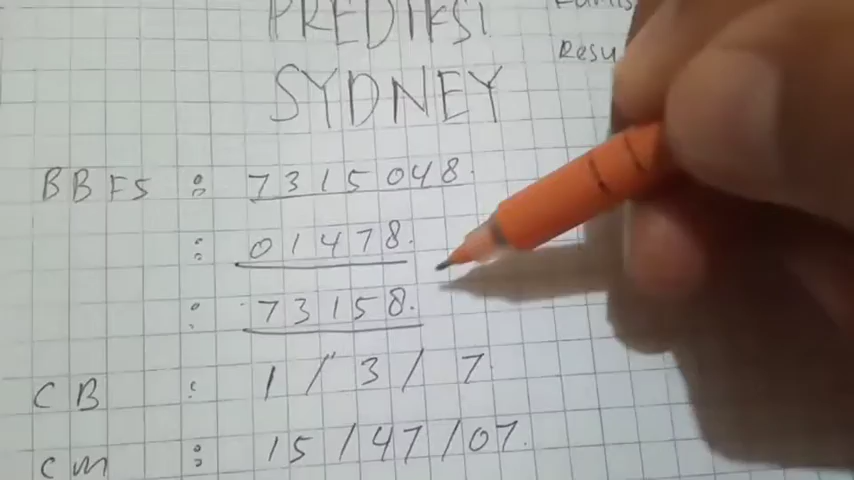 PREDIKSI
SYDNEY
Resu
BBFS : 7315048.
: 01478.
: 73158.
CB : 1 / 3 / 7.
CM : 15 / 47 / 07.